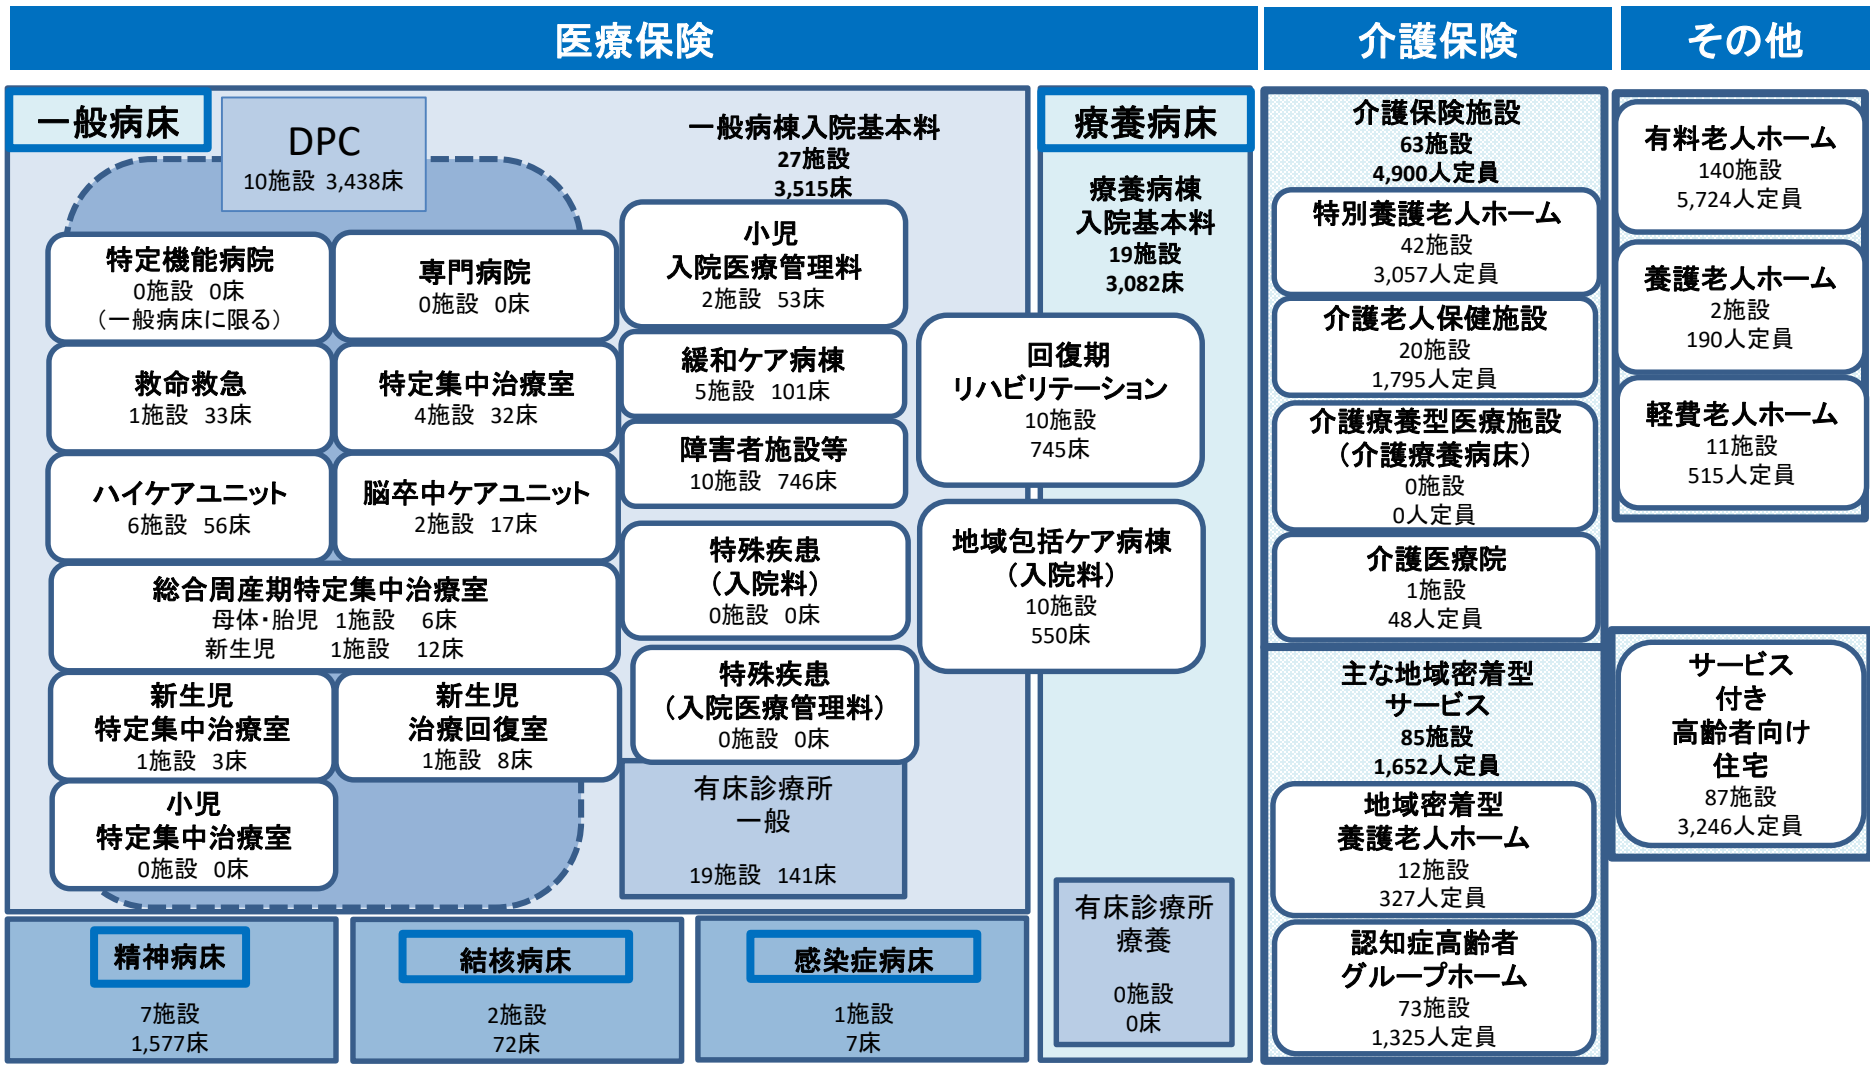 医療保険
介護保険
その他
一般病床
DPC
10施設 3,438床
一般病棟入院基本料
27施設
3,515床
特定機能病院
0施設 0床
（一般病床に限る）
専門病院
0施設 0床
救命救急
1施設 33床
特定集中治療室
4施設 32床
ハイケアユニット
6施設 56床
脳卒中ケアユニット
2施設 17床
総合周産期特定集中治療室
母体・胎児 1施設 6床
新生児 1施設 12床
新生児
特定集中治療室
1施設 3床
新生児
治療回復室
1施設 8床
小児
特定集中治療室
0施設 0床
小児
入院医療管理料
2施設 53床
緩和ケア病棟
5施設 101床
障害者施設等
10施設 746床
特殊疾患
（入院料）
0施設 0床
特殊疾患
（入院医療管理料）
0施設 0床
有床診療所
一般
19施設 141床
療養病床
療養病棟
入院基本料
19施設
3,082床
回復期
リハビリテーション
10施設
745床
地域包括ケア病棟
（入院料）
10施設
550床
有床診療所
療養
0施設
0床
精神病床
7施設
1,577床
結核病床
2施設
72床
感染症病床
1施設
7床
介護保険施設
63施設
4,900人定員
特別養護老人ホーム
42施設
3,057人定員
介護老人保健施設
20施設
1,795人定員
介護療養型医療施設
（介護療養病床）
0施設
0人定員
介護医療院
1施設
48人定員
主な地域密着型
サービス
85施設
1,652人定員
地域密着型
養護老人ホーム
12施設
327人定員
認知症高齢者
グループホーム
73施設
1,325人定員
有料老人ホーム
140施設
5,724人定員
養護老人ホーム
2施設
190人定員
軽費老人ホーム
11施設
515人定員
サービス
付き
高齢者向け
住宅
87施設
3,246人定員